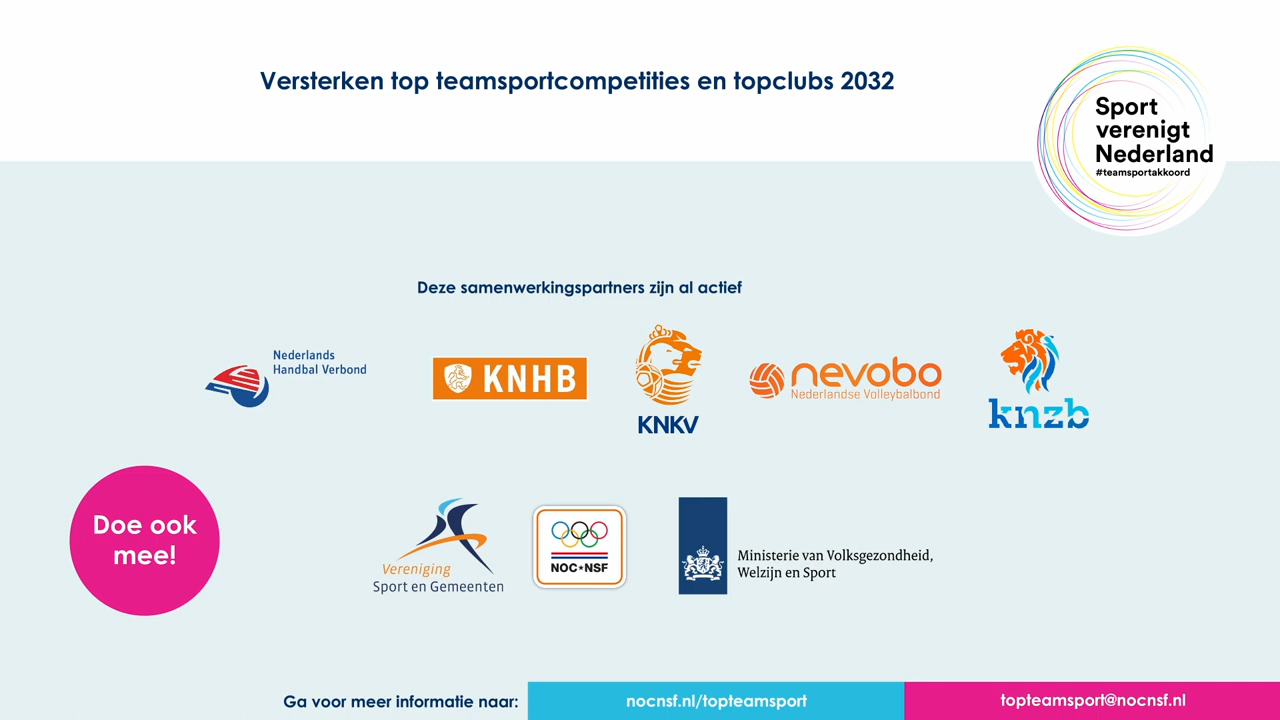 Versterken top teamsportcompetities en topclubs 2032
Sport
verenigt
Nederland
#teamsportakkoord
Deze samenwerkingspartners zijn al actief
Nederlands
Handbal Verbond
KNHB
KNKV
nevobo
Nederlandse Volleybalbond
knzb
Doe ook
mee!
Vereniging
Sport en Gemeenten
NOC*NSF
Ministerie van Volksgezondheid,
Welzijn en Sport
Ga voor meer informatie naar:
nocnsf.nl/topteamsport
topteamsport@nocnsf.nl